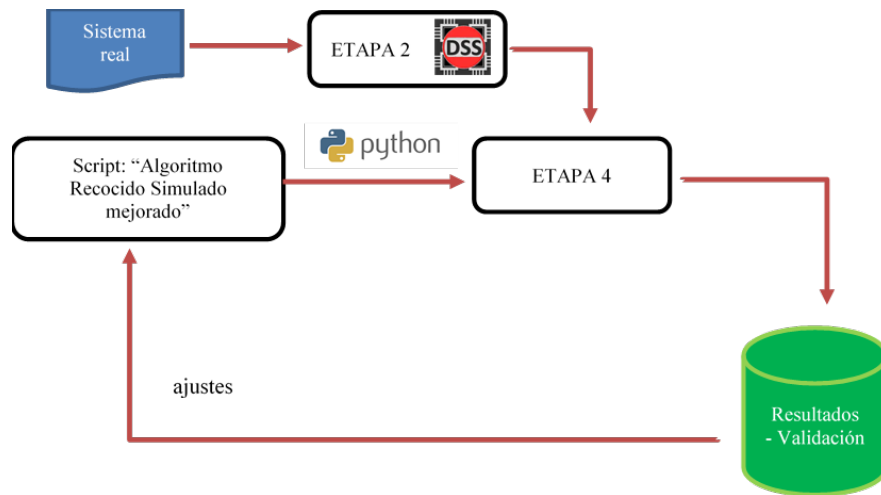 Sistema
real
ETAPA 2
DSS
python
Script: “Algoritmo
Recocido Simulado
mejorado”
ETAPA 4
ajustes
Resultados
- Validación